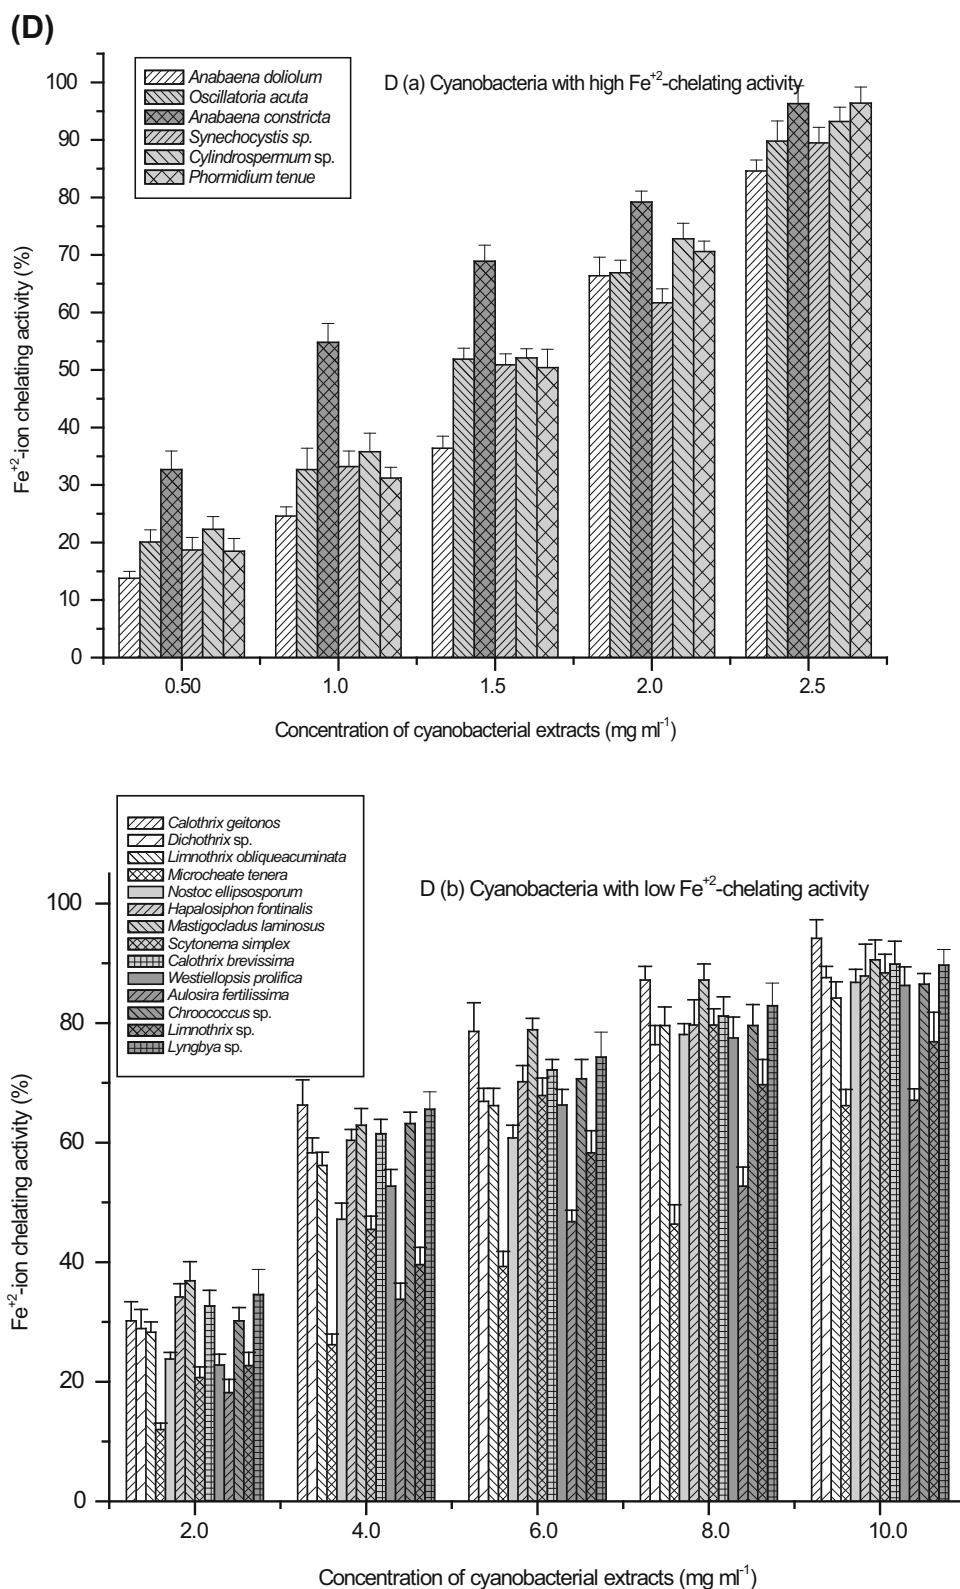 (D)
D (a) Cyanobacteria with high Fe+2-chelating activity
Anabaena doliolum
Oscillatoria acuta
Anabaena constricta
Synechocystis sp.
Cylindrospermum sp.
Phormidium tenue
100
90
80
70
60
50
40
30
20
10
0
Fe+2-ion chelating activity (%)
0.50 1.0 1.5 2.0 2.5
Concentration of cyanobacterial extracts (mg ml-1)
D (b) Cyanobacteria with low Fe+2-chelating activity
Calothrix geitonos
Dichothrix sp.
Limnothrix obliqueacuminata
Microcheate tenera
Nostoc ellipsosporum
Hapalosiphon fontinalis
Mastigocladus laminosus
Scytonema simplex
Calothrix brevissima
Westiellopsis prolifica
Aulosira fertilissima
Chroococcus sp.
Limnothrix sp.
Lyngbya sp.
100
80
60
40
20
0
Fe+2-ion chelating activity (%)
2.0 4.0 6.0 8.0 10.0
Concentration of cyanobacterial extracts (mg ml-1)